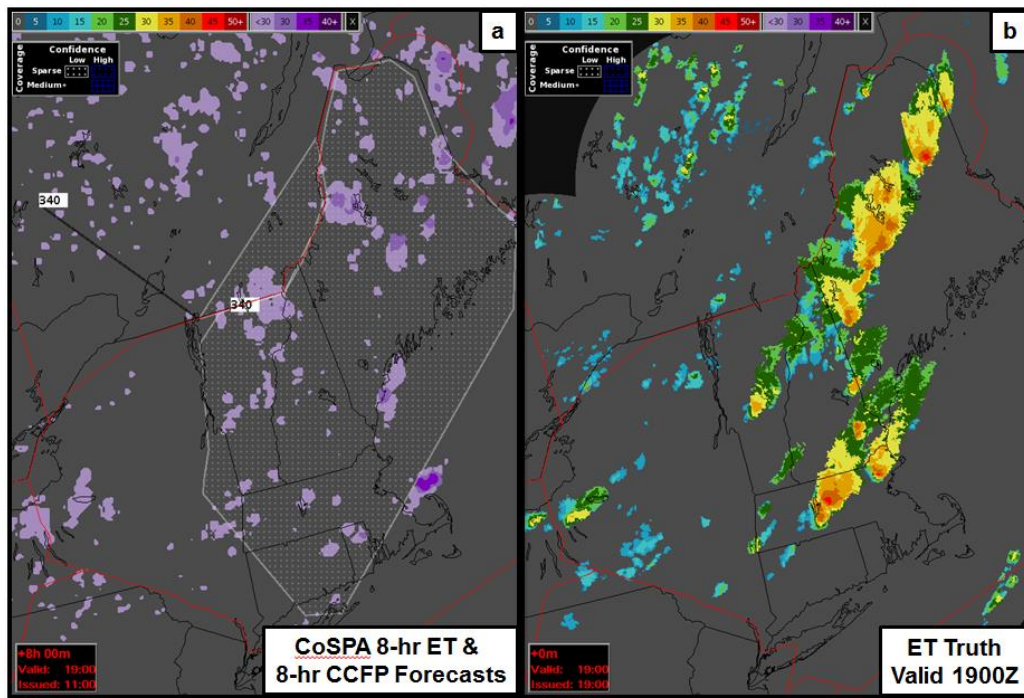 0 5 10 15 20 25 30 35 40 45 50+ <30 30 35 40+ X
a
Confidence
Low High
Coverage
Sparse
Medium+
340
340
+8h 00m
Valid: 19:00
Issued: 11:00
CoSPA 8-hr ET &
8-hr CCFP Forecasts
0 5 10 15 20 25 30 35 40 45 50+ <30 30 35 40+ X
b
Confidence
Low High
Coverage
Sparse
Medium+
+0m
Valid: 19:00
Issued: 19:00
ET Truth
Valid 1900Z